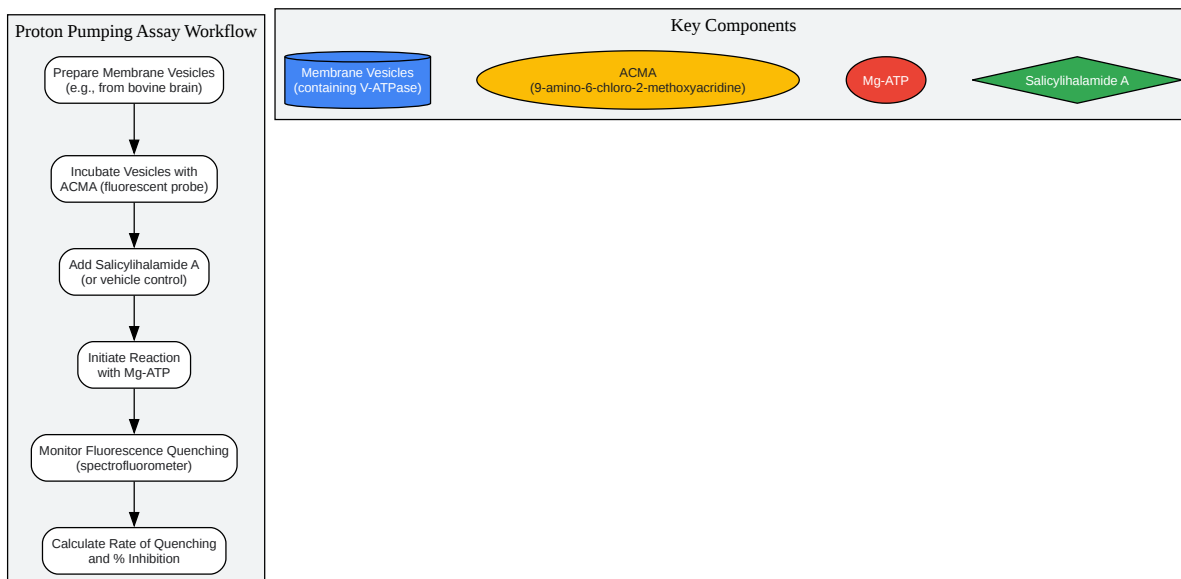 Proton Pumping Assay Workflow
Prepare Membrane Vesicles
(e.g., from bovine brain)
Incubate Vesicles with
ACMA (fluorescent probe)
Add Salicylihalamide A
(or vehicle control)
Initiate Reaction
with Mg-ATP
Monitor Fluorescence Quenching
(spectrofluorometer)
Calculate Rate of Quenching
and % Inhibition
Key Components
Membrane Vesicles
(containing V-ATPase)
ACMA
(9-amino-6-chloro-2-methoxyacridine)
Mg-ATP
Salicylihalamide A